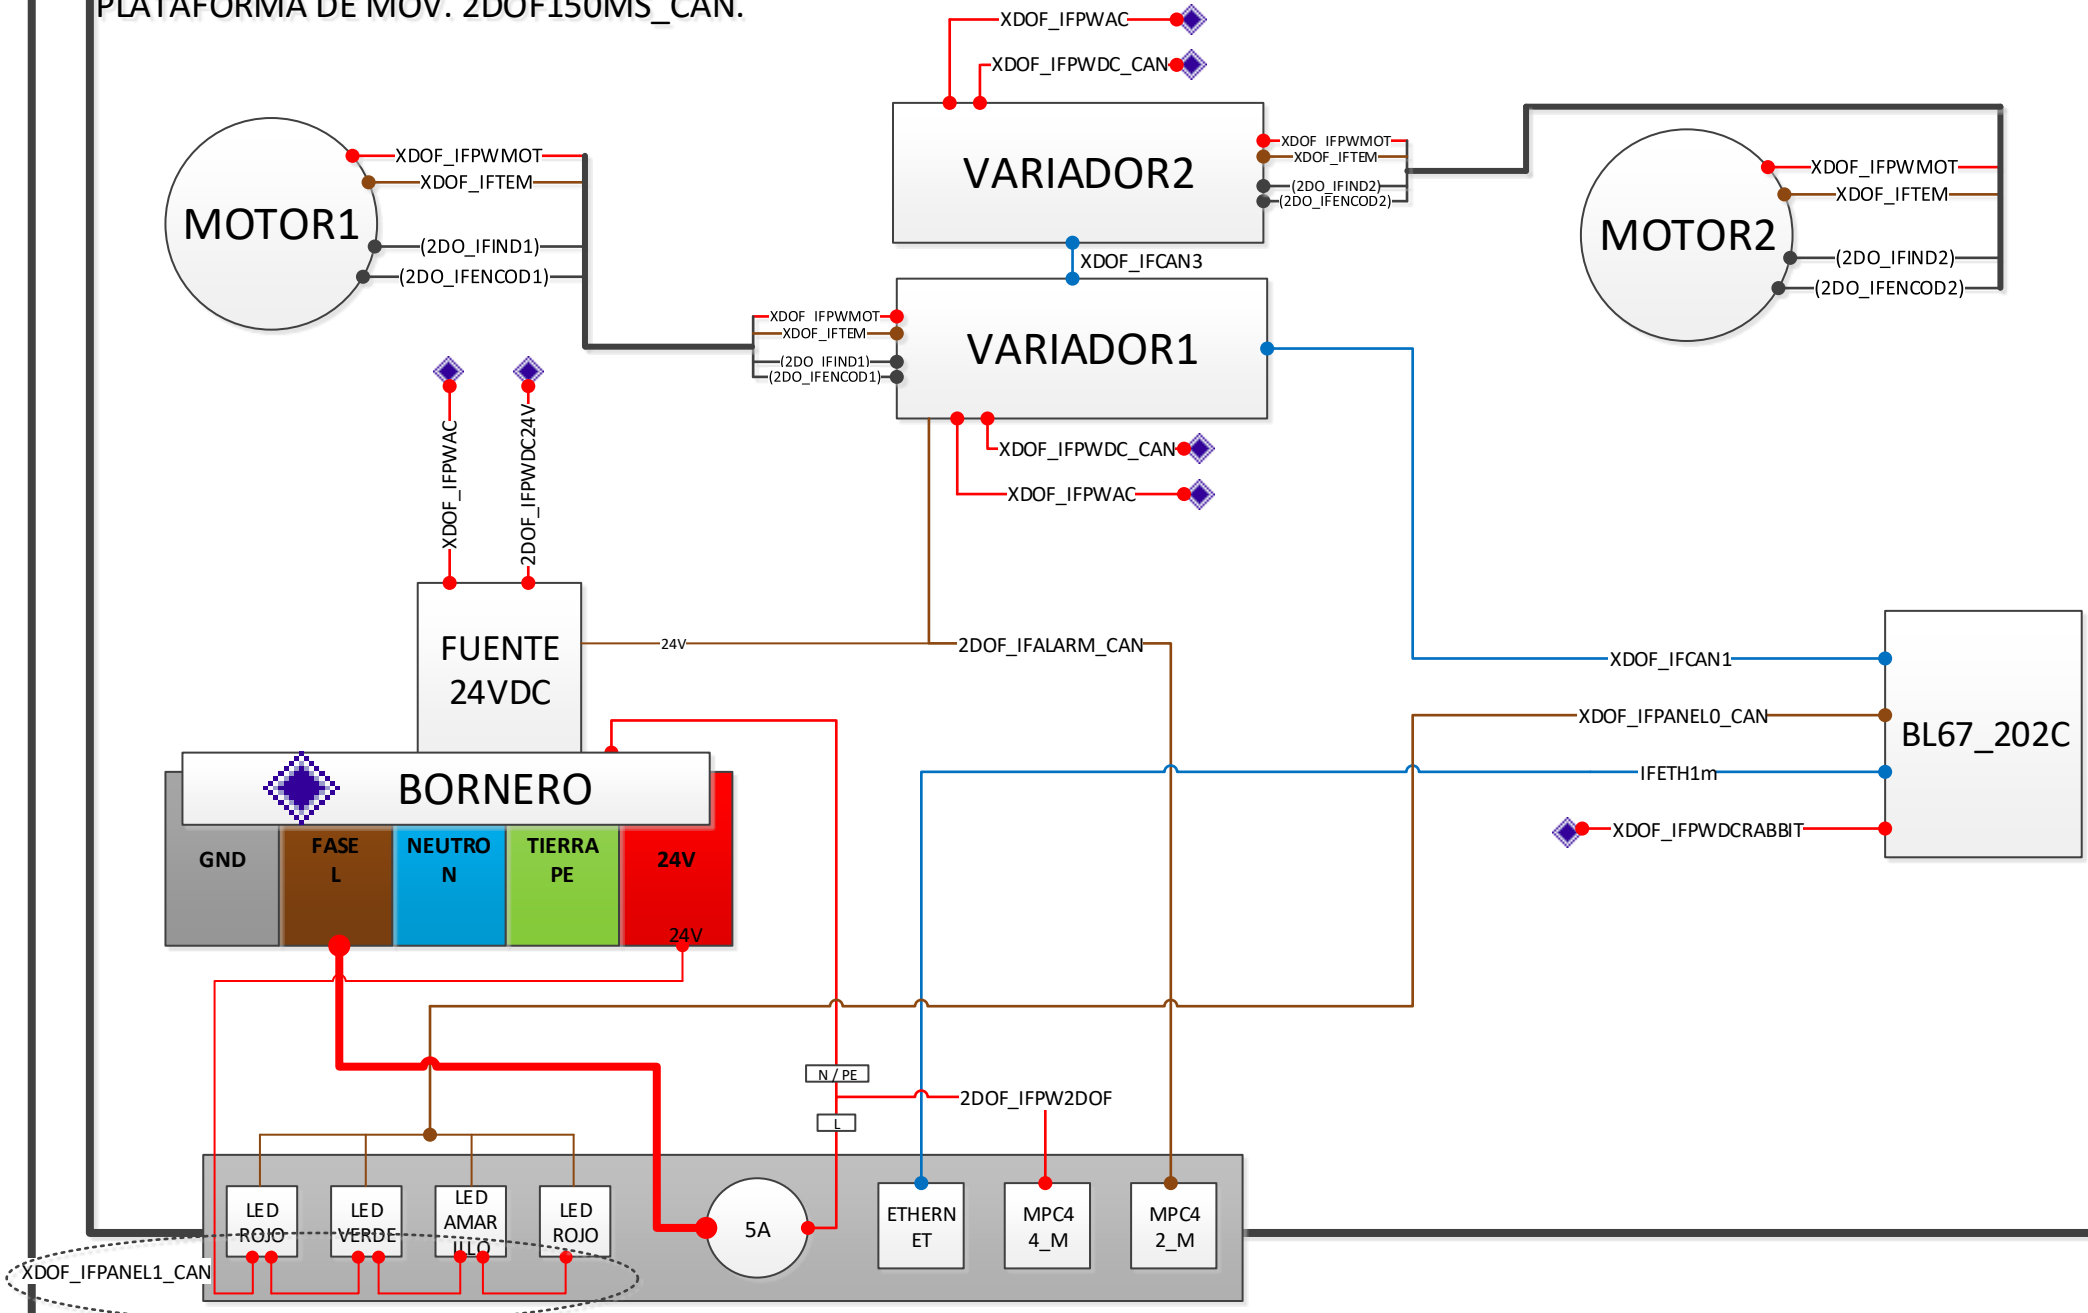 PLATAFORMA DE MOV. 2DOF150MS_CAN.
XDOF_IFPWAC
XDOF_IFPWDC_CAN
XDOF_IFPWMOT
XDOF_IFTEM
MOTOR1
(2DO_IFIND1)
(2DO_IFENCOD1)
VARIADOR2
XDOF_IFPWMOT
XDOF_IFTEM
(2DO_IFIND2)
(2DO_IFENCOD2)
XDOF_IFPWMOT
XDOF_IFTEM
MOTOR2
(2DO_IFIND2)
(2DO_IFENCOD2)
XDOF_IFCAN3
XDOF_IFPWMOT
XDOF_IFTEM
(2DO_IFIND1)
(2DO_IFENCOD1)
VARIADOR1
XDOF_IFPWDC_CAN
XDOF_IFPWAC
XDOF_IFPWAC
2DOF_IFPWDC24V
FUENTE
24VDC
24V
2DOF_IFALARM_CAN
XDOF_IFCAN1
XDOF_IFPANEL0_CAN
IFETH1m
XDOF_IFPWDCRABBIT
BL67_202C
BORNERO
GND
FASE
L
NEUTRO
N
TIERRA
PE
24V
24V
N / PE
L
2DOF_IFPW2DOF
LED
ROJO
LED
VERDE
LED
AMAR
ILLO
LED
ROJO
5A
ETHERN
ET
MPC4
4_M
MPC4
2_M
XDOF_IFPANEL1_CAN